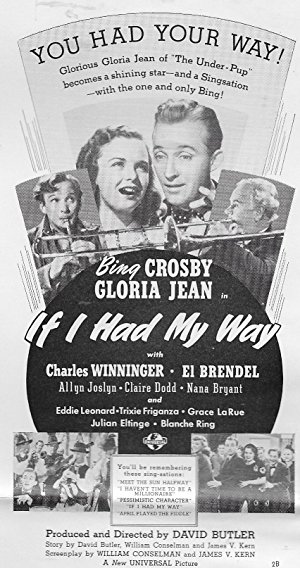 YOU HAD YOUR WAY!
Glorious Gloria Jean of "The Under-Pup"
becomes a shining star—and a Singsation
—with the one and only Bing!
Bing CROSBY
GLORIA JEAN in
If I Had My Way
with
Charles WINNINGER · El BRENDEL
Allyn Joslyn · Claire Dodd · Nana Bryant
and
Eddie Leonard · Trixie Friganza · Grace La Rue
Julian Eltinge · Blanche Ring
You'll be remembering
these sing-sations:
"MEET THE SUN HALFWAY"
"I HAVEN'T TIME TO BE A
MILLIONAIRE"
"PESSIMISTIC CHARACTER"
"IF I HAD MY WAY"
"APRIL PLAYED THE FIDDLE"
Produced and Directed by DAVID BUTLER
Story by David Butler, William Conselman and James V. Kern
Screenplay by WILLIAM CONSELMAN and JAMES V. KERN
A New UNIVERSAL Picture
2B